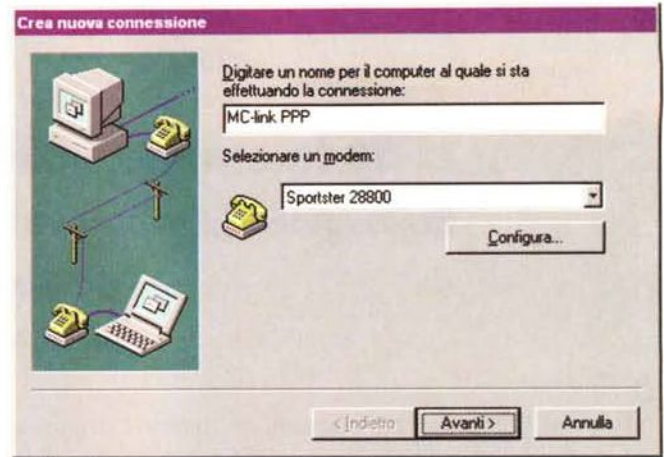 Crea nuova connessione
Digitare un nome per il computer al quale si sta
effettuando la connessione:
MC-link PPP
Selezionare un modem:
Sportster 28800
Configura...
< Indietro
Avanti >
Annulla